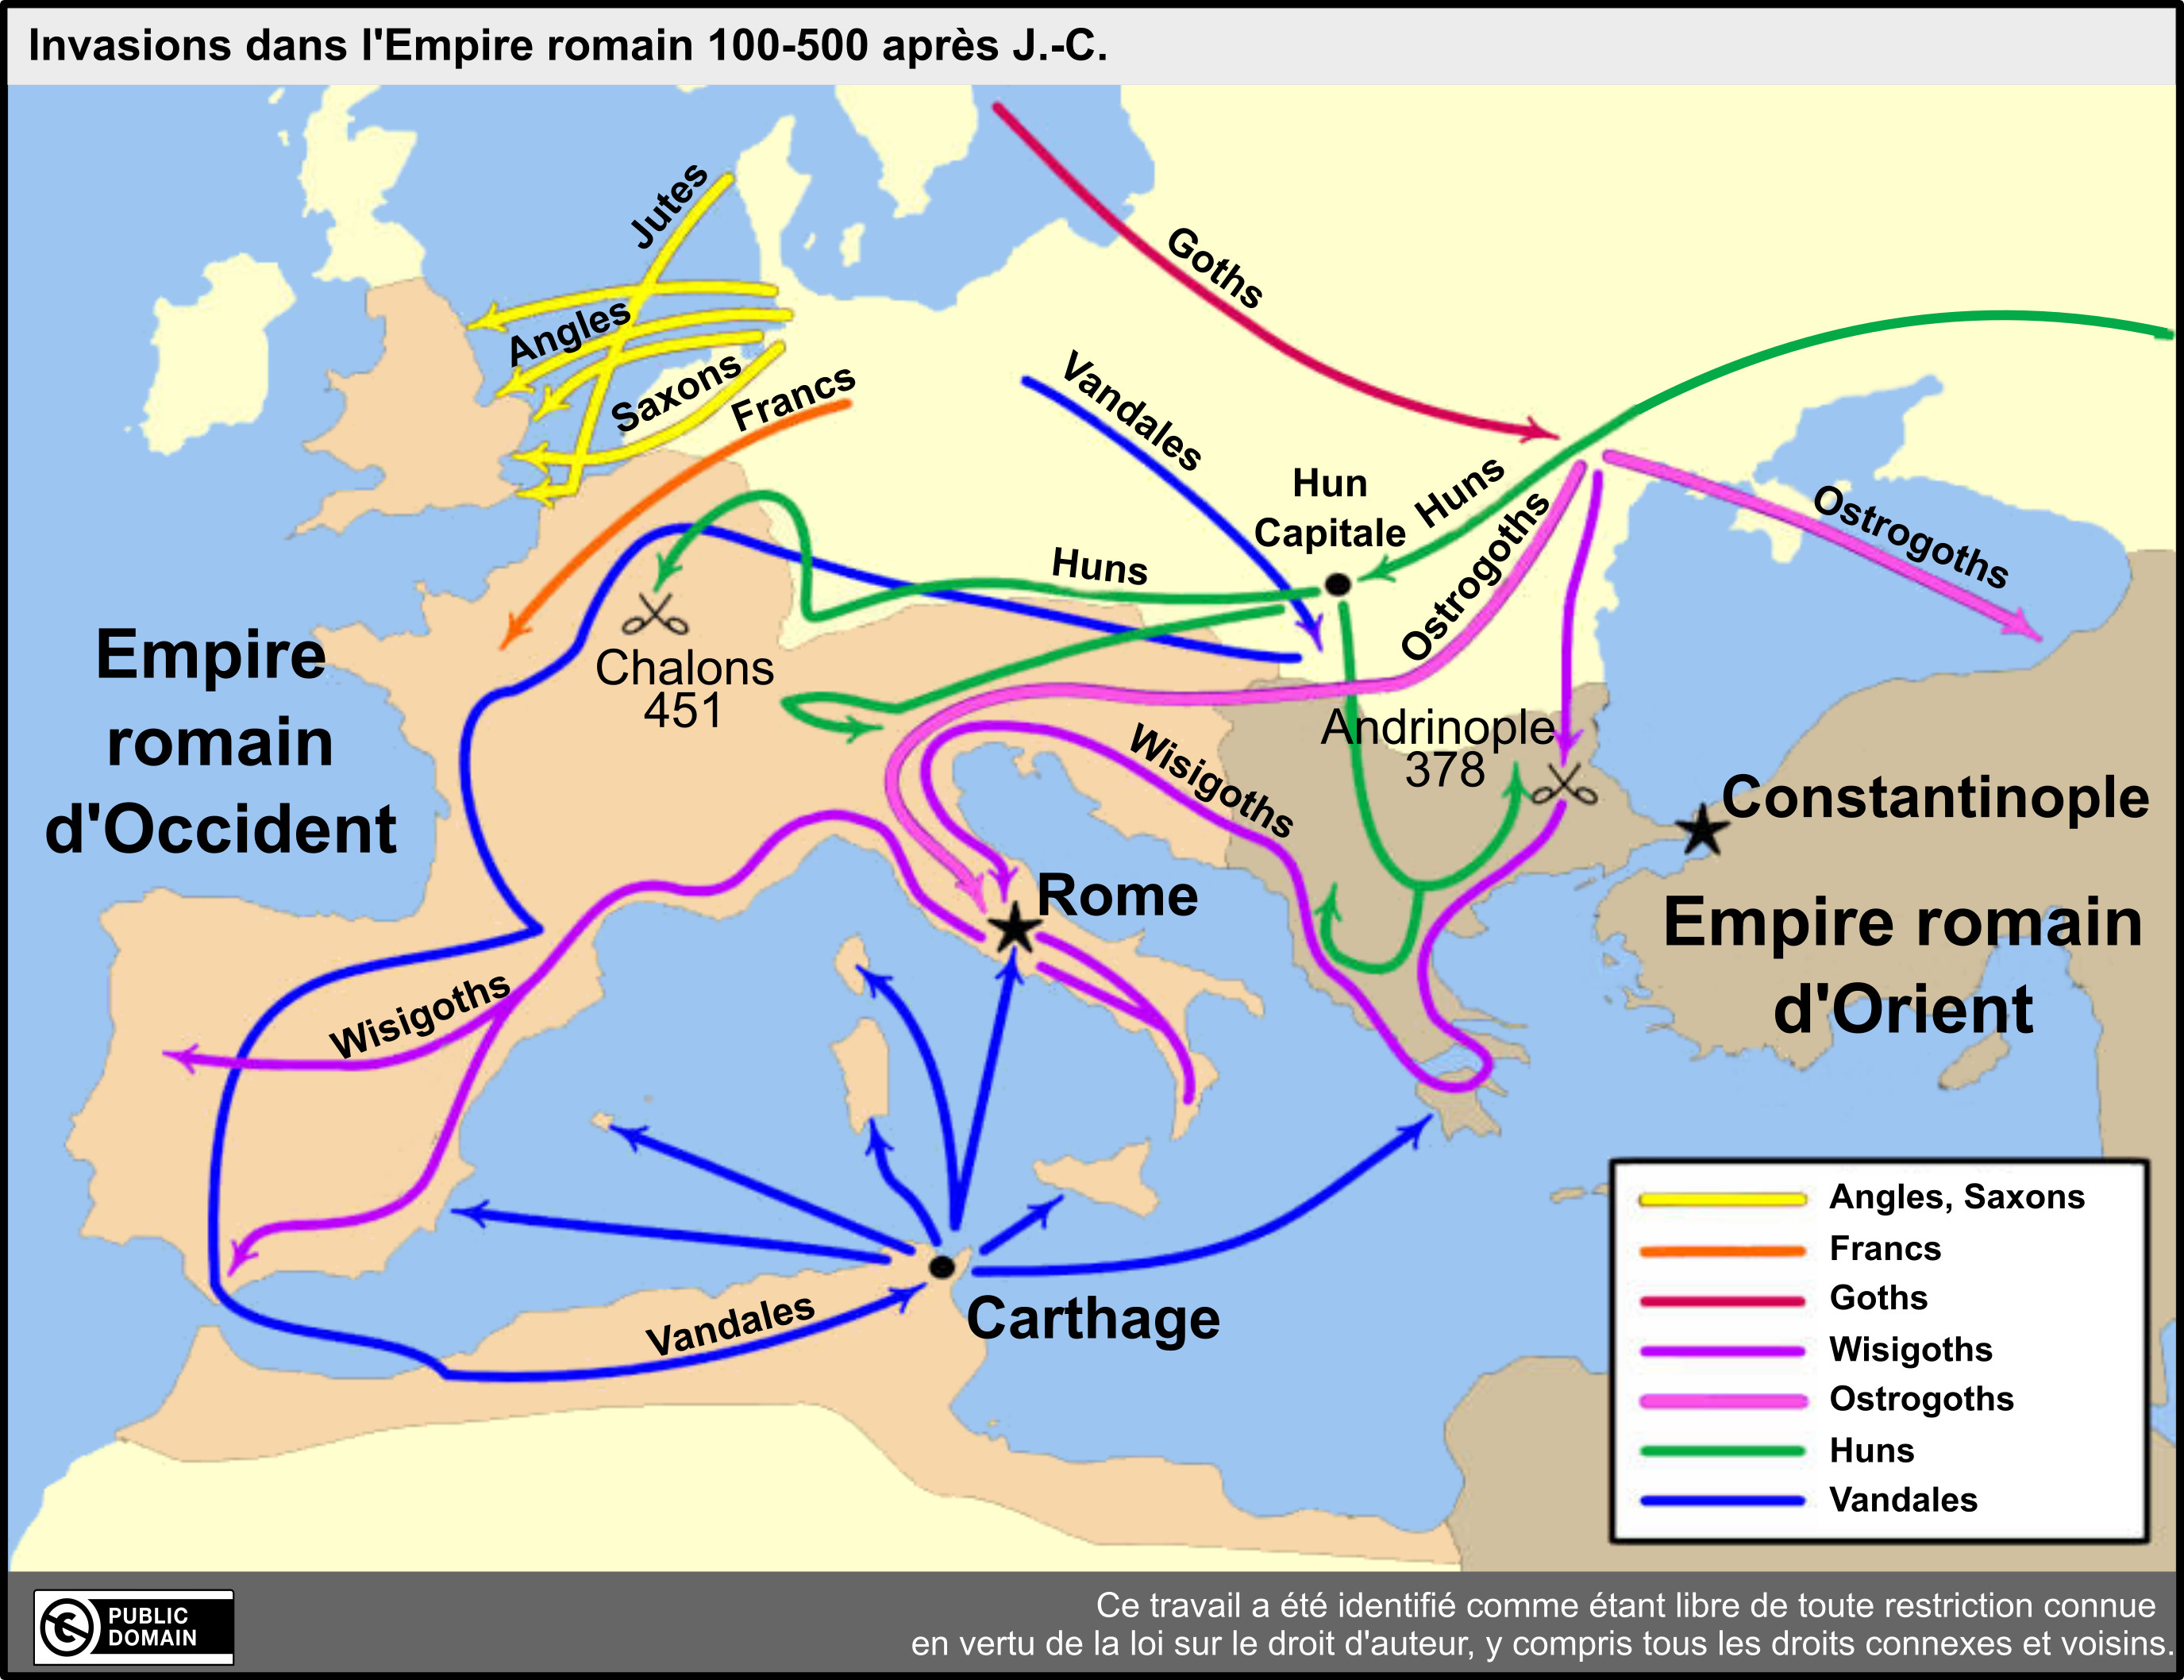 Invasions dans l'Empire romain 100-500 après J.-C.
Jutes
Angles
Saxons
Francs
Goths
Vandales
Huns
Hun
Capitale
Ostrogoths
Ostrogoths
Huns
Empire
romain
d'Occident
Chalons
451
Andrinople
378
Wisigoths
Constantinople
Rome
Empire romain
d'Orient
Wisigoths
Vandales
Carthage
Angles, Saxons
Francs
Goths
Wisigoths
Ostrogoths
Huns
Vandales
PUBLIC
DOMAIN
Ce travail a été identifié comme étant libre de toute restriction connue
en vertu de la loi sur le droit d'auteur, y compris tous les droits connexes et voisins.